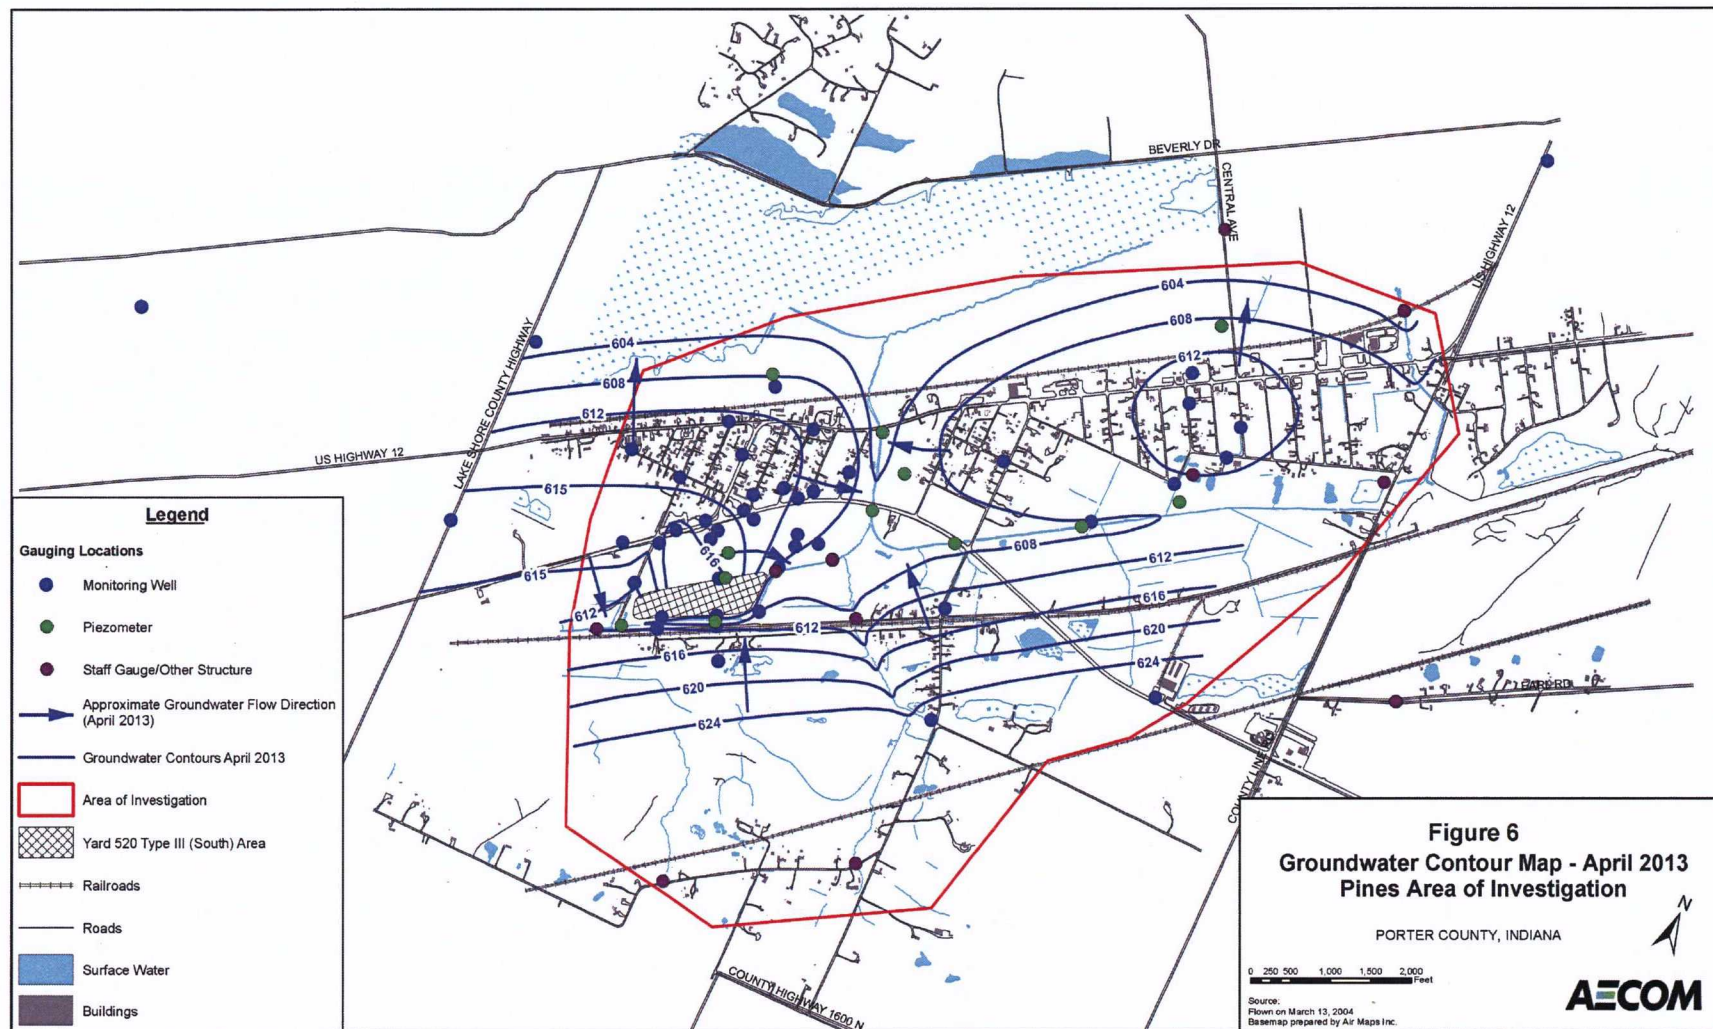 BEVERLY DR
CENTRAL AVE
US HIGHWAY 12
LAKE SHORE COUNTY HIGHWAY
604
608
612
604
608
612
US HIGHWAY 12
615
615
616
612
608
612
616
620
624
612
616
620
624
COUNTY LINE
COUNTY HIGHWAY 1600 N
Legend
Gauging Locations
Monitoring Well
Piezometer
Staff Gauge/Other Structure
Approximate Groundwater Flow Direction
(April 2013)
Groundwater Contours April 2013
Area of Investigation
Yard 520 Type III (South) Area
Railroads
Roads
Surface Water
Buildings
Figure 6
Groundwater Contour Map - April 2013
Pines Area of Investigation
N
PORTER COUNTY, INDIANA
0 250 500 1,000 1,500 2,000
Feet
Source:
Flown on March 13, 2004
Basemap prepared by Air Maps Inc.
AECOM